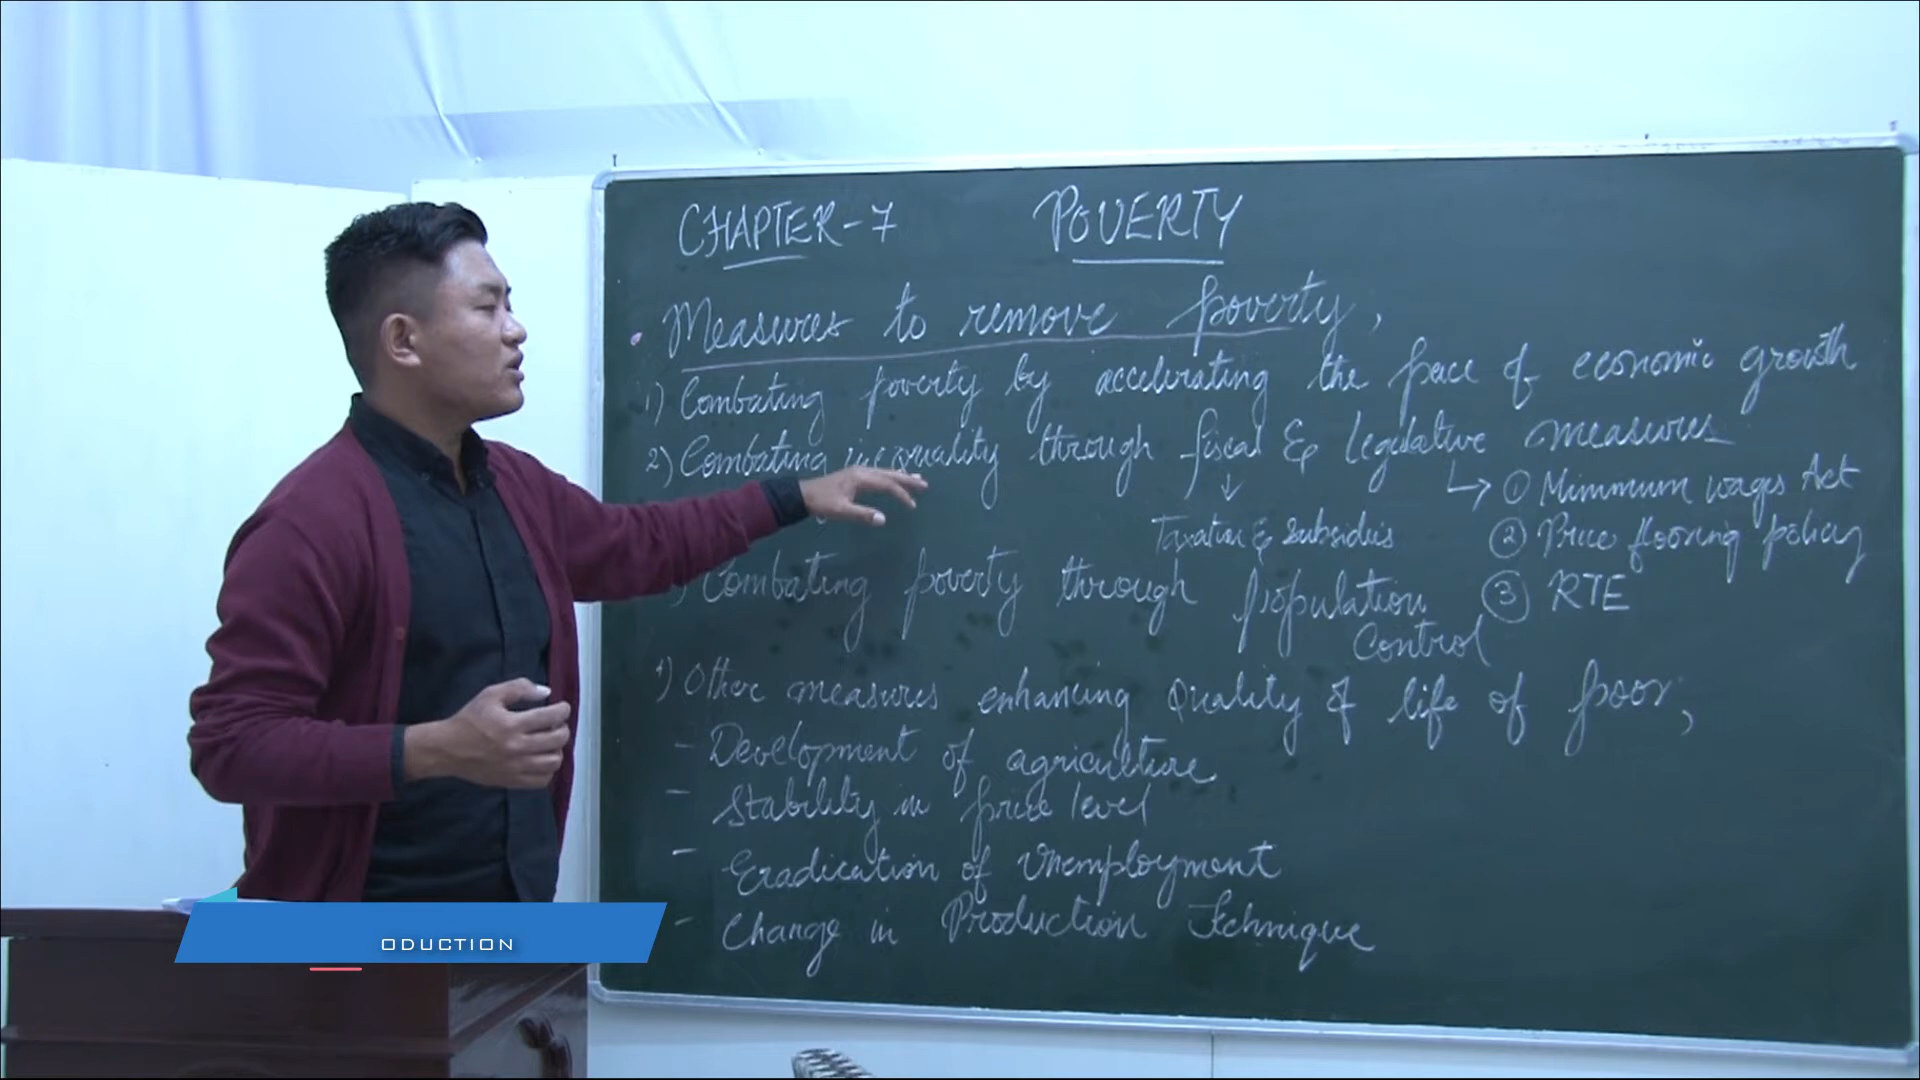 CHAPTER-7 POVERTY
Measures to remove poverty,
1) Combating poverty by accelerating the pace of economic growth
2) Combating inequality through fiscal & legislative measures
↓
Taxation & Subsidies
↳ ① Minimum wages Act
② Price flooring policy
③ RTE
) Combating poverty through population
Control
4) Other measures enhancing Quality of life of poor;
- Development of agriculture
- Stability in price level
- Eradication of Unemployment
- Change in Production Technique
ODUCTION